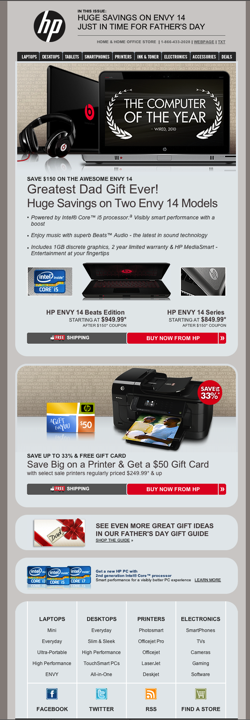 hp
IN THIS ISSUE:
HUGE SAVINGS ON ENVY 14
JUST IN TIME FOR FATHER'S DAY
HOME & HOME OFFICE STORE | 1-888-433-2628 | WEBPAGE | TXT
LAPTOPS DESKTOPS TABLETS SMARTPHONES PRINTERS INK & TONER ELECTRONICS ACCESSORIES DEALS
THE COMPUTER
OF THE YEAR
WIRED, 2010
SAVE $150 ON THE AWESOME ENVY 14
Greatest Dad Gift Ever!
Huge Savings on Two Envy 14 Models
• Powered by Intel® Core™ i5 processor,® Visibly smart performance with a
boost
• Enjoy music with superb Beats™ Audio - the latest in sound technology
• Includes 1GB discrete graphics, 2 year limited warranty & HP MediaSmart -
Entertainment at your fingertips
HP ENVY 14 Beats Edition
STARTING AT $949.99*
AFTER $150* COUPON
HP ENVY 14 Series
STARTING AT $849.99*
AFTER $150* COUPON
FREE SHIPPING
BUY NOW FROM HP »
SAVE UP TO
33%
$50
SAVE UP TO 33% & FREE GIFT CARD
Save Big on a Printer & Get a $50 Gift Card
with select sale printers regularly priced $249.99* & up
FREE SHIPPING
BUY NOW FROM HP »
SEE EVEN MORE GREAT GIFT IDEAS
IN OUR FATHER'S DAY GIFT GUIDE
SHOP THE GUIDE »
Get a new HP PC with
2nd generation Intel® Core™ processor
Smart performance for a visibly better PC experience LEARN MORE
LAPTOPS
Mini
Everyday
Ultra-Portable
High Performance
ENVY
DESKTOPS
Everyday
Slim & Sleek
High Performance
TouchSmart PCs
All-in-One
PRINTERS
Photosmart
Officejet Pro
Officejet
LaserJet
Deskjet
ELECTRONICS
SmartPhones
TVs
Cameras
Gaming
Software
FACEBOOK
TWITTER
RSS
FIND A STORE